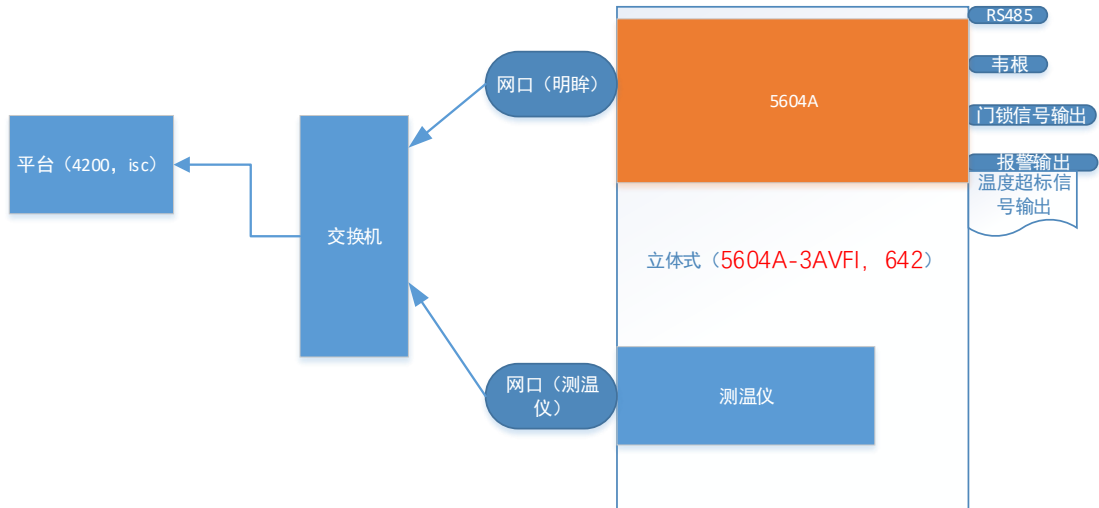 RS485
韦根
门锁信号输出
报警输出
温度超标信
号输出
5604A
网口（明眸）
平台（4200，isc）
交换机
立体式（5604A-3AVFI，642）
网口（测温
仪）
测温仪